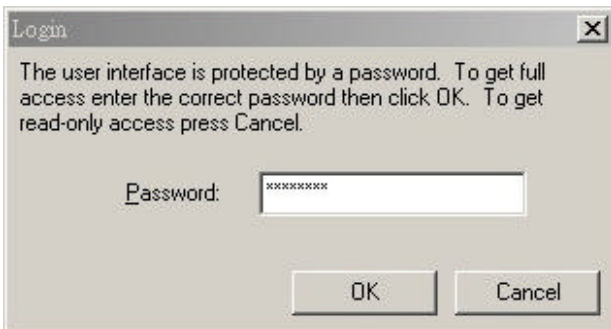 Login
The user interface is protected by a password. To get full
access enter the correct password then click OK. To get
read-only access press Cancel.
Password: ********
OK Cancel